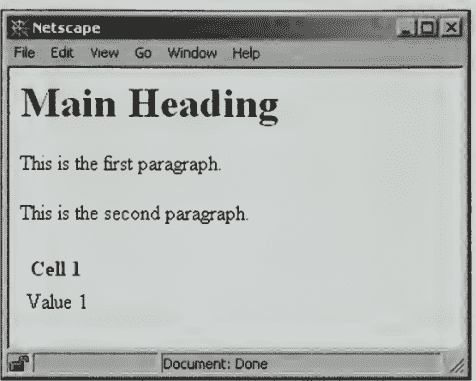 Netscape
File Edit View Go Window Help
Main Heading
This is the first paragraph.
This is the second paragraph.
Cell 1
Value 1
Document: Done